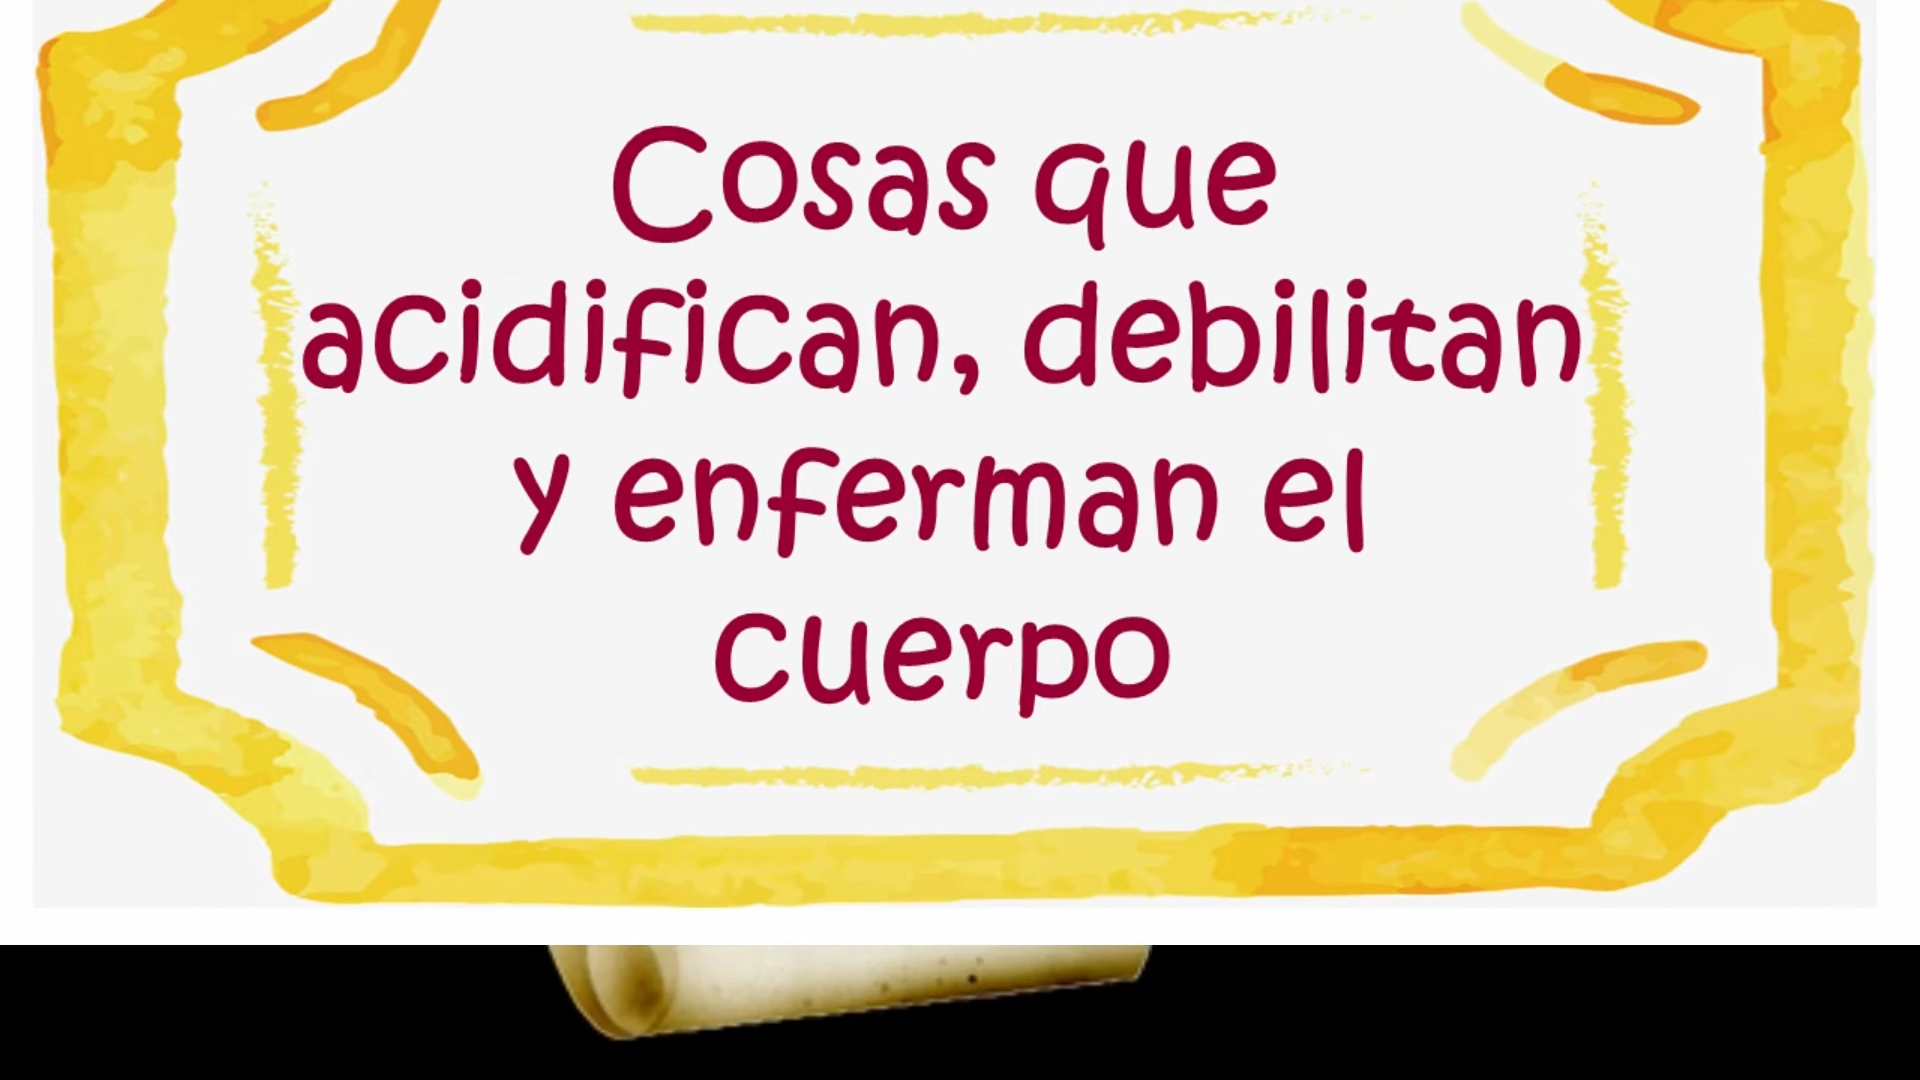 Cosas que
acidifican, debilitan
y enferman el
cuerpo